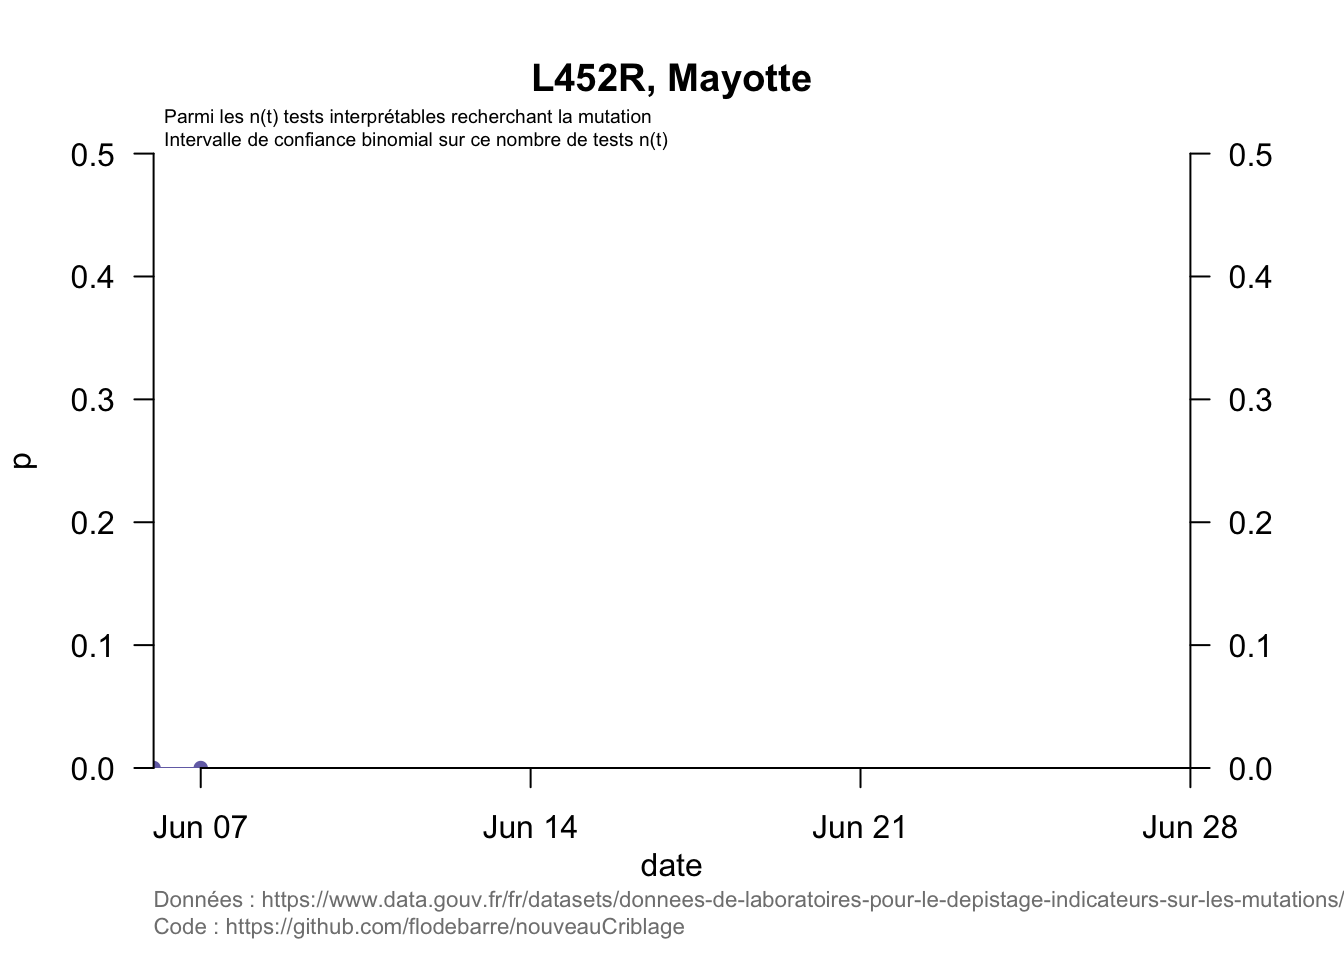 L452R, Mayotte
Parmi les n(t) tests interprétables recherchant la mutation
Intervalle de confiance binomial sur ce nombre de tests n(t)
0.5 0.5
0.4 0.4
0.3 0.3
p
0.2 0.2
0.1 0.1
0.0 0.0
Jun 07 Jun 14 Jun 21 Jun 28
date
Données : https://www.data.gouv.fr/fr/datasets/donnees-de-laboratoires-pour-le-depistage-indicateurs-sur-les-mutations/
Code : https://github.com/flodebarre/nouveauCriblage